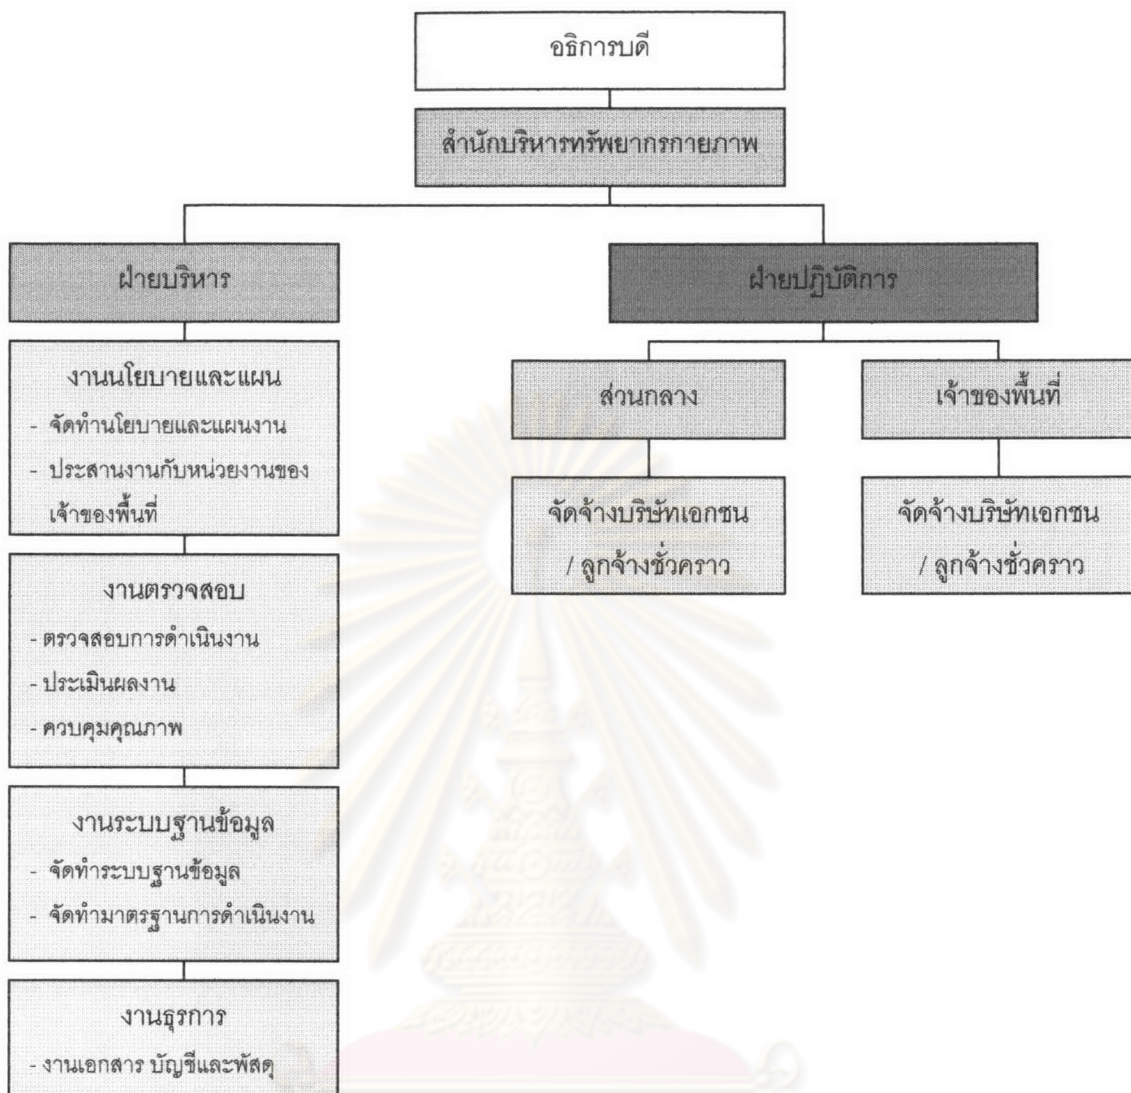 อธิการบดี
สำนักบริหารทรัพยากรกายภาพ
ฝ่ายบริหาร
งานนโยบายและแผน
- จัดทำนโยบายและแผนงาน
- ประสานงานกับหน่วยงานของ
เจ้าของพื้นที่
งานตรวจสอบ
- ตรวจสอบการดำเนินงาน
- ประเมินผลงาน
- ควบคุมคุณภาพ
งานระบบฐานข้อมูล
- จัดทำระบบฐานข้อมูล
- จัดทำมาตรฐานการดำเนินงาน
งานธุรการ
- งานเอกสาร บัญชีและพัสดุ
ฝ่ายปฏิบัติการ
ส่วนกลาง
จัดจ้างบริษัทเอกชน
/ ลูกจ้างชั่วคราว
เจ้าของพื้นที่
จัดจ้างบริษัทเอกชน
/ ลูกจ้างชั่วคราว